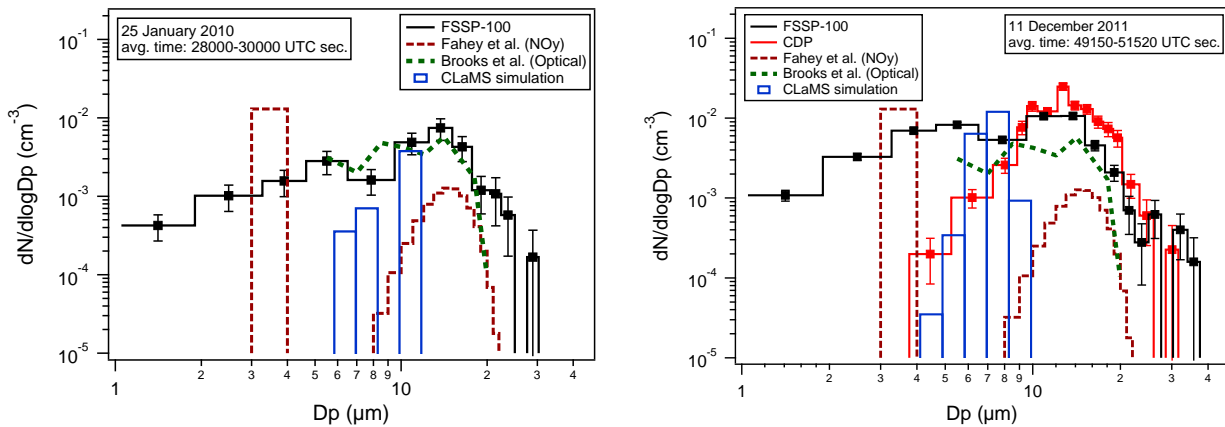 25 January 2010
avg. time: 28000-30000 UTC sec.
FSSP-100
Fahey et al. (NOy)
Brooks et al. (Optical)
CLaMS simulation
dN/dlogDp (cm⁻³)
10⁻¹
10⁻²
10⁻³
10⁻⁴
10⁻⁵
1 2 3 4 5 6 7 8 9 10 2 3 4
Dp (µm)
11 December 2011
avg. time: 49150-51520 UTC sec.
FSSP-100
CDP
Fahey et al. (NOy)
Brooks et al. (Optical)
CLaMS simulation
dN/dlogDp (cm⁻³)
10⁻¹
10⁻²
10⁻³
10⁻⁴
10⁻⁵
1 2 3 4 5 6 7 8 9 10 2 3 4
Dp (µm)